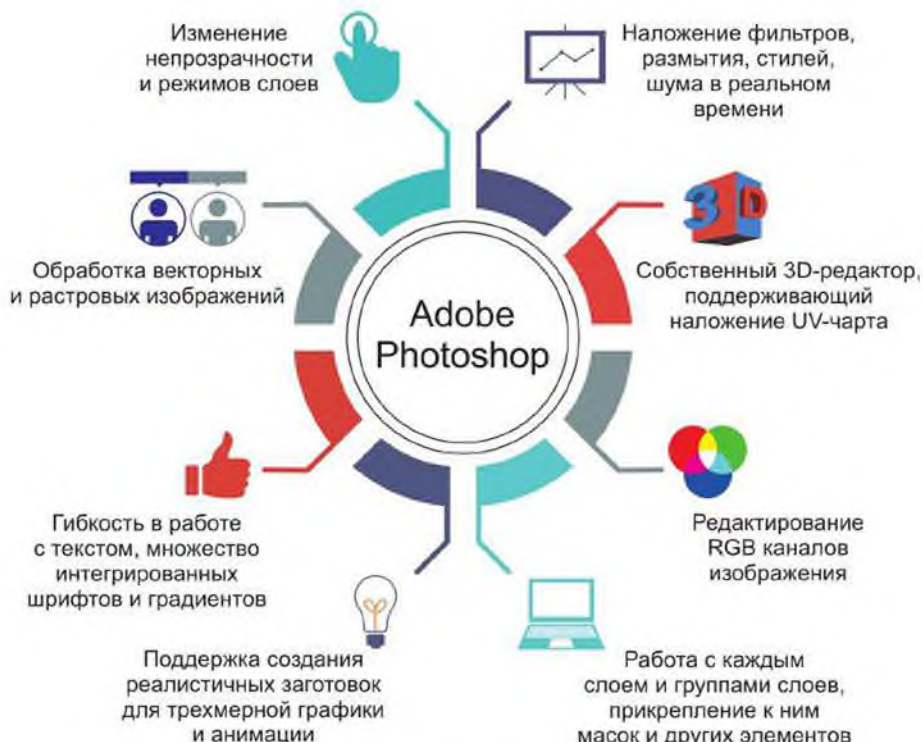 Изменение
непрозрачности
и режимов слоев
Наложение фильтров,
размытия, стилей,
шума в реальном
времени
3D
Обработка векторных
и растровых изображений
Собственный 3D-редактор,
поддерживающий
наложение UV-чарта
Adobe
Photoshop
Гибкость в работе
с текстом, множество
интегрированных
шрифтов и градиентов
Редактирование
RGB каналов
изображения
Поддержка создания
реалистичных заготовок
для трехмерной графики
и анимации
Работа с каждым
слоем и группами слоев,
прикрепление к ним
масок и других элементов